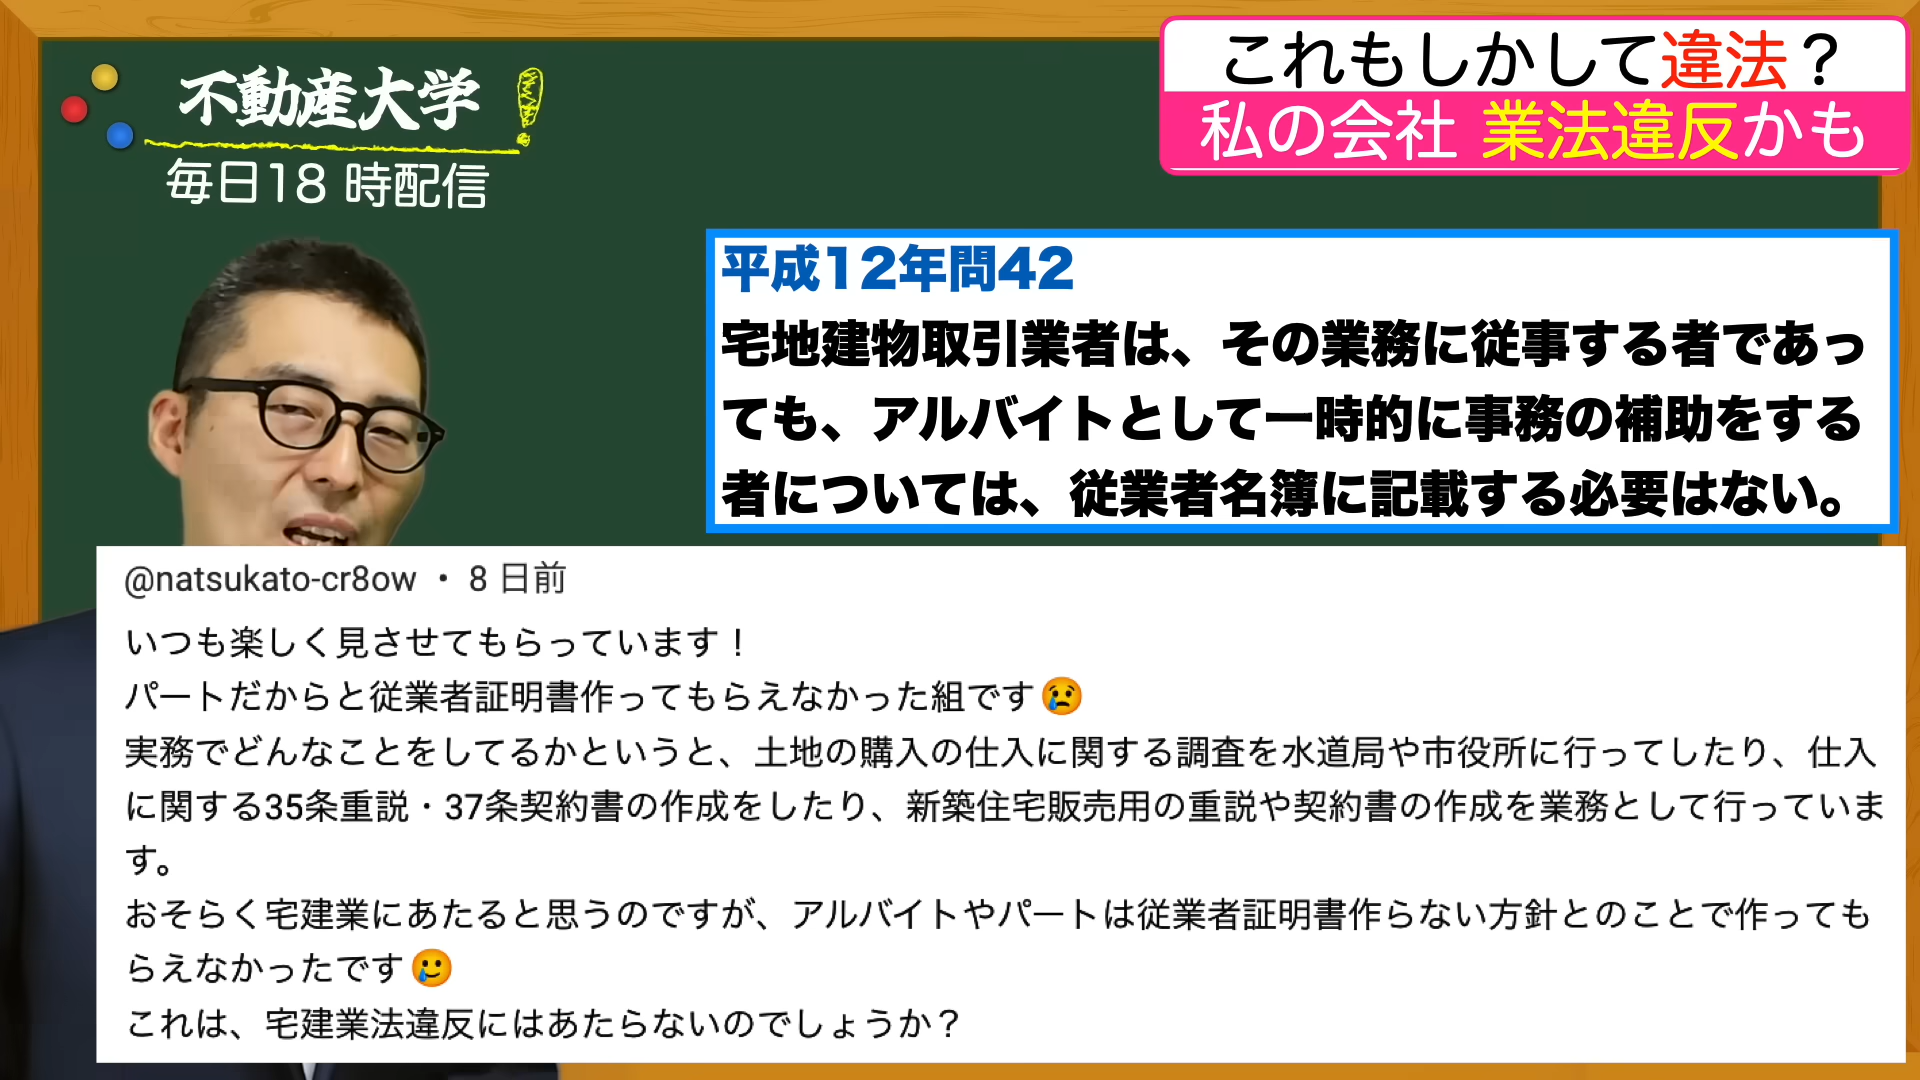 不動産大学！
毎日18 時配信
これもしかして違法？
私の会社 業法違反かも
平成12年問42
宅地建物取引業者は、その業務に従事する者であっ
ても、アルバイトとして一時的に事務の補助をする
者については、従業者名簿に記載する必要はない。
@natsukato-cr8ow ・ 8 日前
いつも楽しく見させてもらっています！
パートだからと従業者証明書作ってもらえなかった組です😢
実務でどんなことをしてるかというと、土地の購入の仕入に関する調査を水道局や市役所に行ってしたり、仕入
に関する35条重説・37条契約書の作成をしたり、新築住宅販売用の重説や契約書の作成を業務として行っていま
す。
おそらく宅建業にあたると思うのですが、アルバイトやパートは従業者証明書作らない方針とのことで作っても
らえなかったです🥲
これは、宅建業法違反にはあたらないのでしょうか？